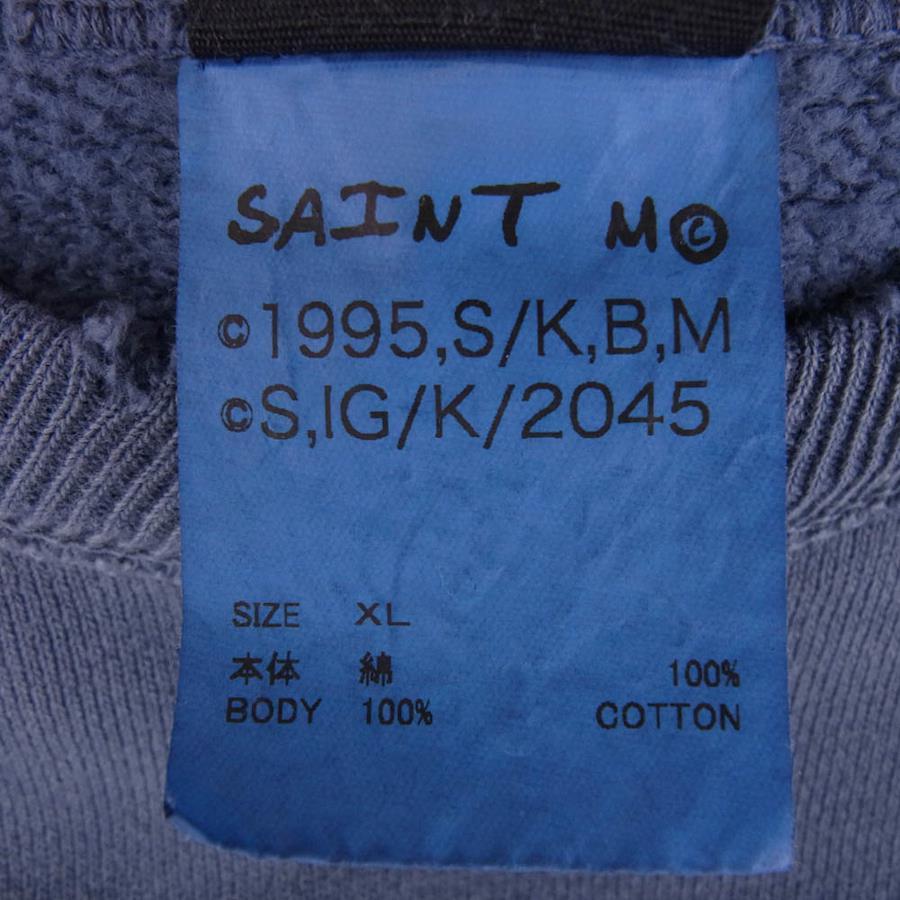 SAINT M©
©1995,S/K,B,M
©S,IG/K/2045
SIZE XL
本体 綿 100%
BODY 100% COTTON